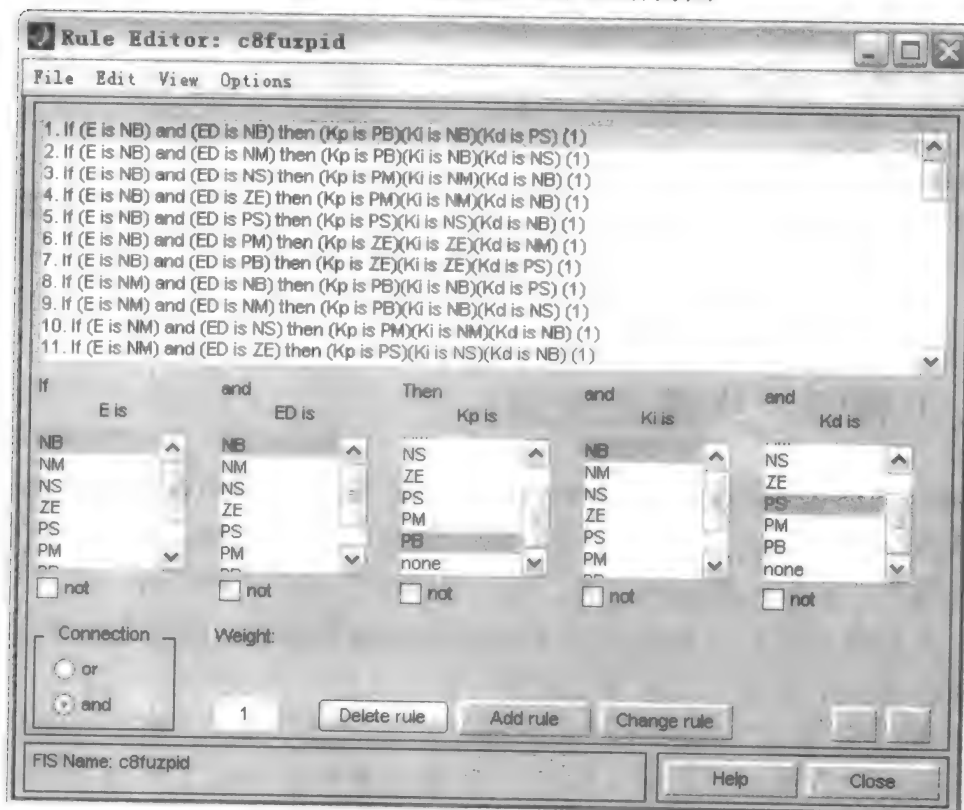 Rule Editor: c8fuzpid
File Edit View Options
1. If (E is NB) and (ED is NB) then (Kp is PB)(Ki is NB)(Kd is PS) (1)
2. If (E is NB) and (ED is NM) then (Kp is PB)(Ki is NB)(Kd is NS) (1)
3. If (E is NB) and (ED is NS) then (Kp is PM)(Ki is NM)(Kd is NB) (1)
4. If (E is NB) and (ED is ZE) then (Kp is PM)(Ki is NM)(Kd is NB) (1)
5. If (E is NB) and (ED is PS) then (Kp is PS)(Ki is NS)(Kd is NB) (1)
6. If (E is NB) and (ED is PM) then (Kp is ZE)(Ki is ZE)(Kd is NM) (1)
7. If (E is NB) and (ED is PB) then (Kp is ZE)(Ki is ZE)(Kd is PS) (1)
8. If (E is NM) and (ED is NB) then (Kp is PB)(Ki is NB)(Kd is PS) (1)
9. If (E is NM) and (ED is NM) then (Kp is PB)(Ki is NB)(Kd is NS) (1)
10. If (E is NM) and (ED is NS) then (Kp is PM)(Ki is NM)(Kd is NB) (1)
11. If (E is NM) and (ED is ZE) then (Kp is PS)(Ki is NS)(Kd is NB) (1)
If
E is
NB
NM
NS
ZE
PS
PM
not
and
ED is
NB
NM
NS
ZE
PS
PM
not
Then
Kp is
NS
ZE
PS
PM
PB
none
not
and
Ki is
NB
NM
NS
ZE
PS
PM
not
and
Kd is
NS
ZE
PS
PM
PB
none
not
Connection
or
and
Weight:
1
Delete rule
Add rule
Change rule
FIS Name: c8fuzpid
Help
Close